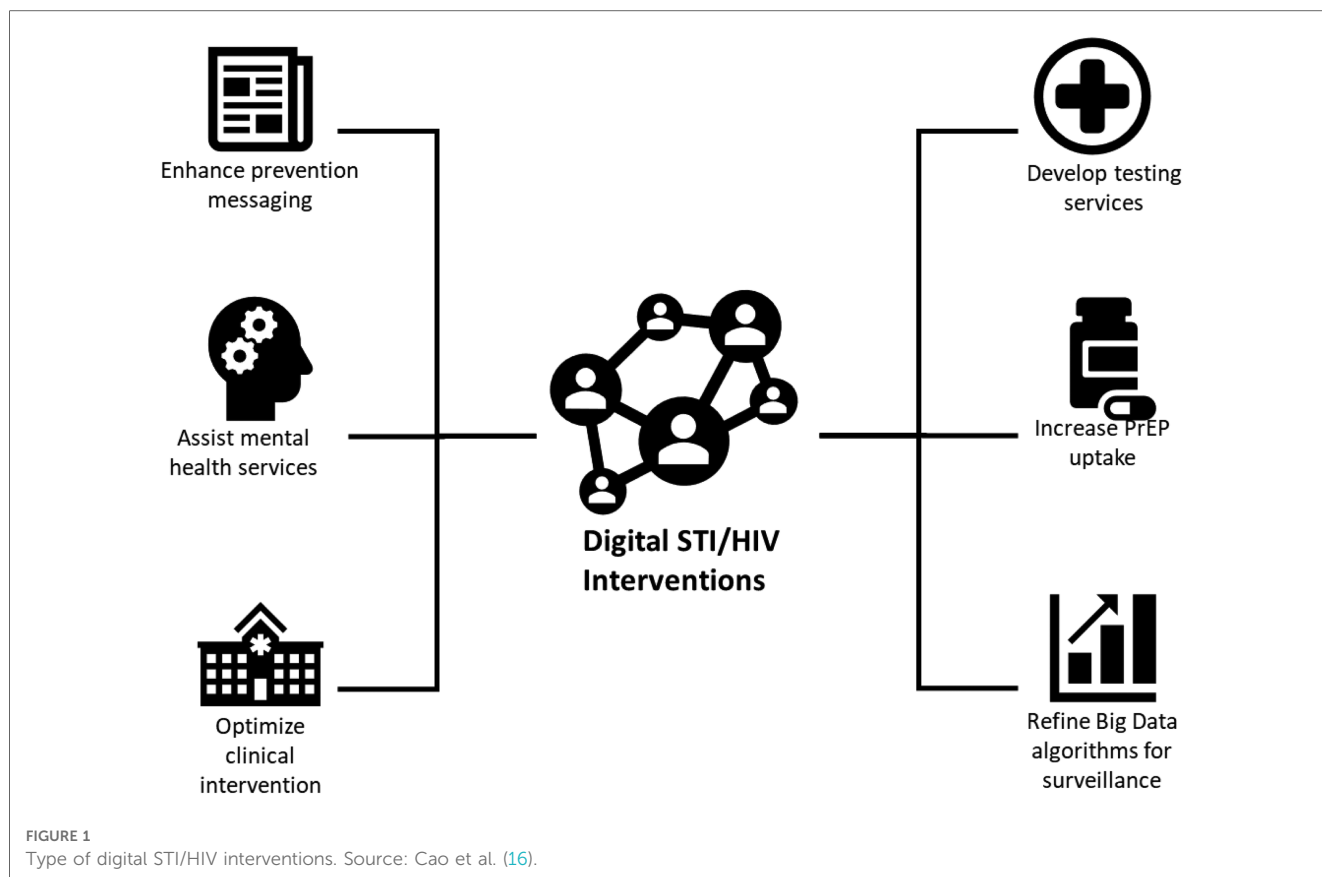 Enhance prevention
messaging
Assist mental
health services
Optimize
clinical
intervention
Digital STI/HIV
Interventions
Develop testing
services
Increase PrEP
uptake
Refine Big Data
algorithms for
surveillance
FIGURE 1
Type of digital STI/HIV interventions. Source: Cao et al. (16).